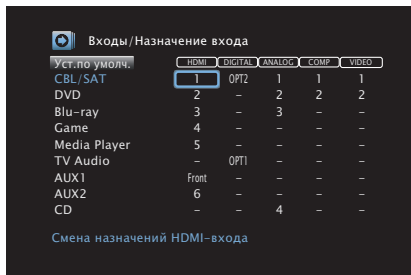 Входы/Назначение входа
Уст.по умолч. HDMI DIGITAL ANALOG COMP VIDEO
CBL/SAT 1 OPT2 1 1 1
DVD 2 – 2 2 2
Blu-ray 3 – 3 – –
Game 4 – – – –
Media Player 5 – – – –
TV Audio – OPT1 – – –
AUX1 Front – – – –
AUX2 6 – – – –
CD – – 4 – –
Смена назначений HDMI-входа